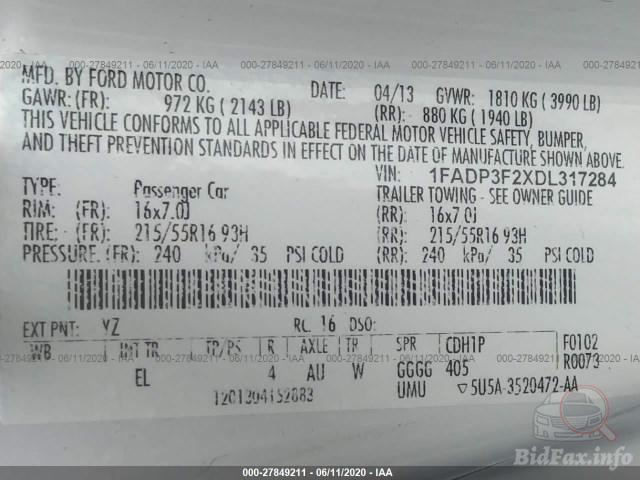 000-27849211 - 06/11/2020 - IAA
MFD. BY FORD MOTOR CO.
DATE: 04/13 GVWR: 1810 KG ( 3990 LB)
GAWR: (FR): 972 KG ( 2143 LB) (RR): 880 KG ( 1940 LB)
THIS VEHICLE CONFORMS TO ALL APPLICABLE FEDERAL MOTOR VEHICLE SAFETY, BUMPER,
AND THEFT PREVENTION STANDARDS IN EFFECT ON THE DATE OF MANUFACTURE SHOWN ABOVE.
VIN: 1FADP3F2XDL317284
TYPE: Passenger Car TRAILER TOWING - SEE OWNER GUIDE
RIM: (FR): 16x7.0J (RR): 16x7.0J
TIRE: (FR): 215/55R16 93H (RR): 215/55R16 93H
PRESSURE: (FR): 240 kPa/ 35 PSI COLD (RR): 240 kPa/ 35 PSI COLD
EXT PNT: YZ RC: 16 DSO:
WB INT TR TP/PS R AXLE TR SPR CDH1P F0102
EL 4 AU W GGGG 405 R0073
1201304152083 UMU ▽5U5A-3520472-AA
BidFax.info
000-27849211 - 06/11/2020 - IAA